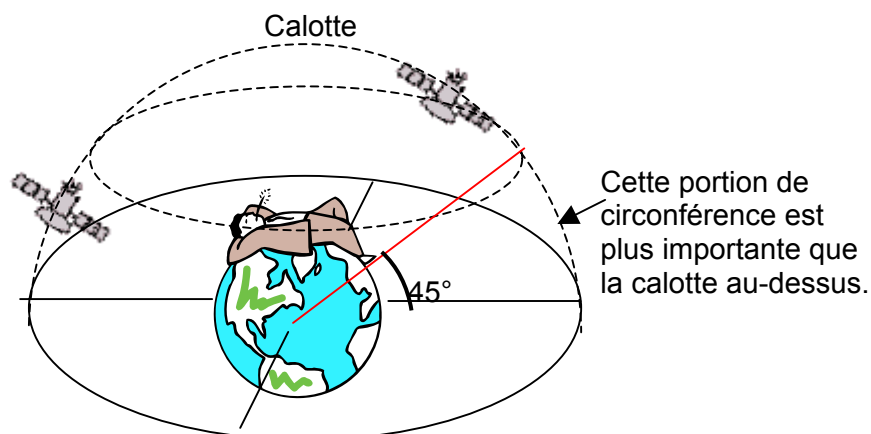 Calotte
Cette portion de
circonférence est
plus importante que
la calotte au-dessus.
45°